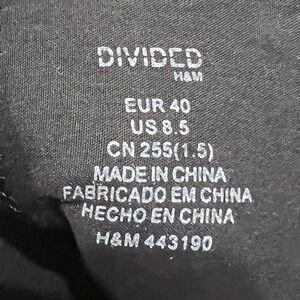 DIVIDED
H&M
EUR 40
US 8.5
CN 255(1.5)
MADE IN CHINA
FABRICADO EM CHINA
HECHO EN CHINA
H&M 443190